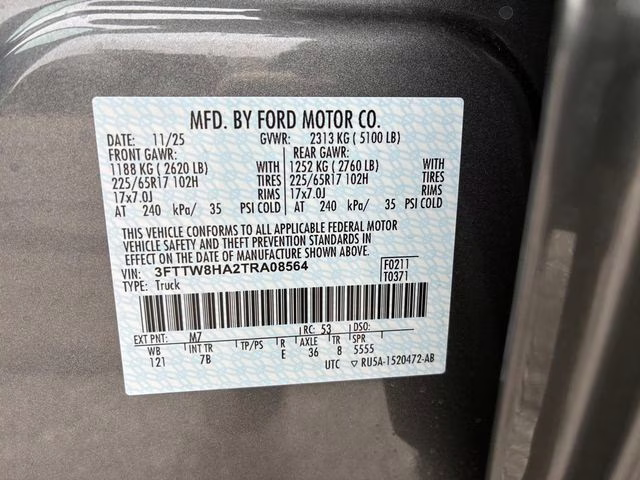 MFD. BY FORD MOTOR CO.
DATE: 11/25 GVWR: 2313 KG ( 5100 LB)
FRONT GAWR: REAR GAWR:
1188 KG ( 2620 LB) WITH 1252 KG ( 2760 LB) WITH
225/65R17 102H TIRES 225/65R17 102H TIRES
17x7.0J RIMS 17x7.0J RIMS
AT 240 kPa/ 35 PSI COLD AT 240 kPa/ 35 PSI COLD
THIS VEHICLE CONFORMS TO ALL APPLICABLE FEDERAL MOTOR
VEHICLE SAFETY AND THEFT PREVENTION STANDARDS IN
EFFECT ON THE DATE OF MANUFACTURE SHOWN ABOVE.
VIN: 3FTTW8HA2TRA08564 F0211
TYPE: Truck T0371
EXT PNT: M7 RC: 53 DSO:
WB INT TR TP/PS R AXLE TR SPR
121 7B E 36 8 5555
UTC ▽ RU5A-1520472-AB